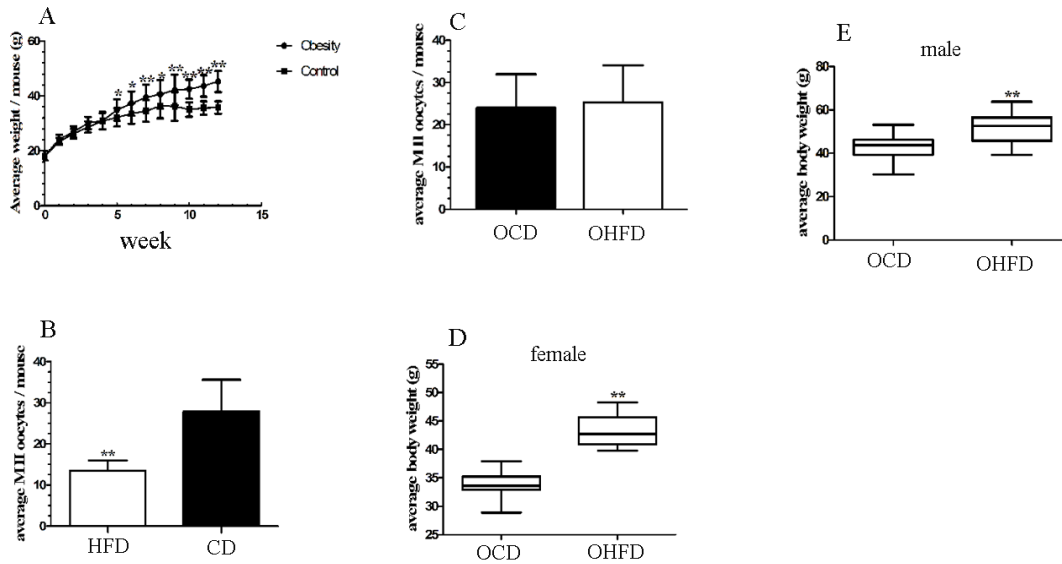 A
Average weight / mouse (g)
60
40
20
0
* * ** * ** ** ** **
0 5 10 15
week
Obesity
Control
B
average MII oocytes / mouse
40
30
20
10
0
**
HFD CD
C
average MII oocytes / mouse
40
30
20
10
0
OCD OHFD
D
female
average body weight (g)
55
45
40
35
30
25
**
OCD OHFD
E
male
average body weight (g)
80
60
40
20
0
**
OCD OHFD